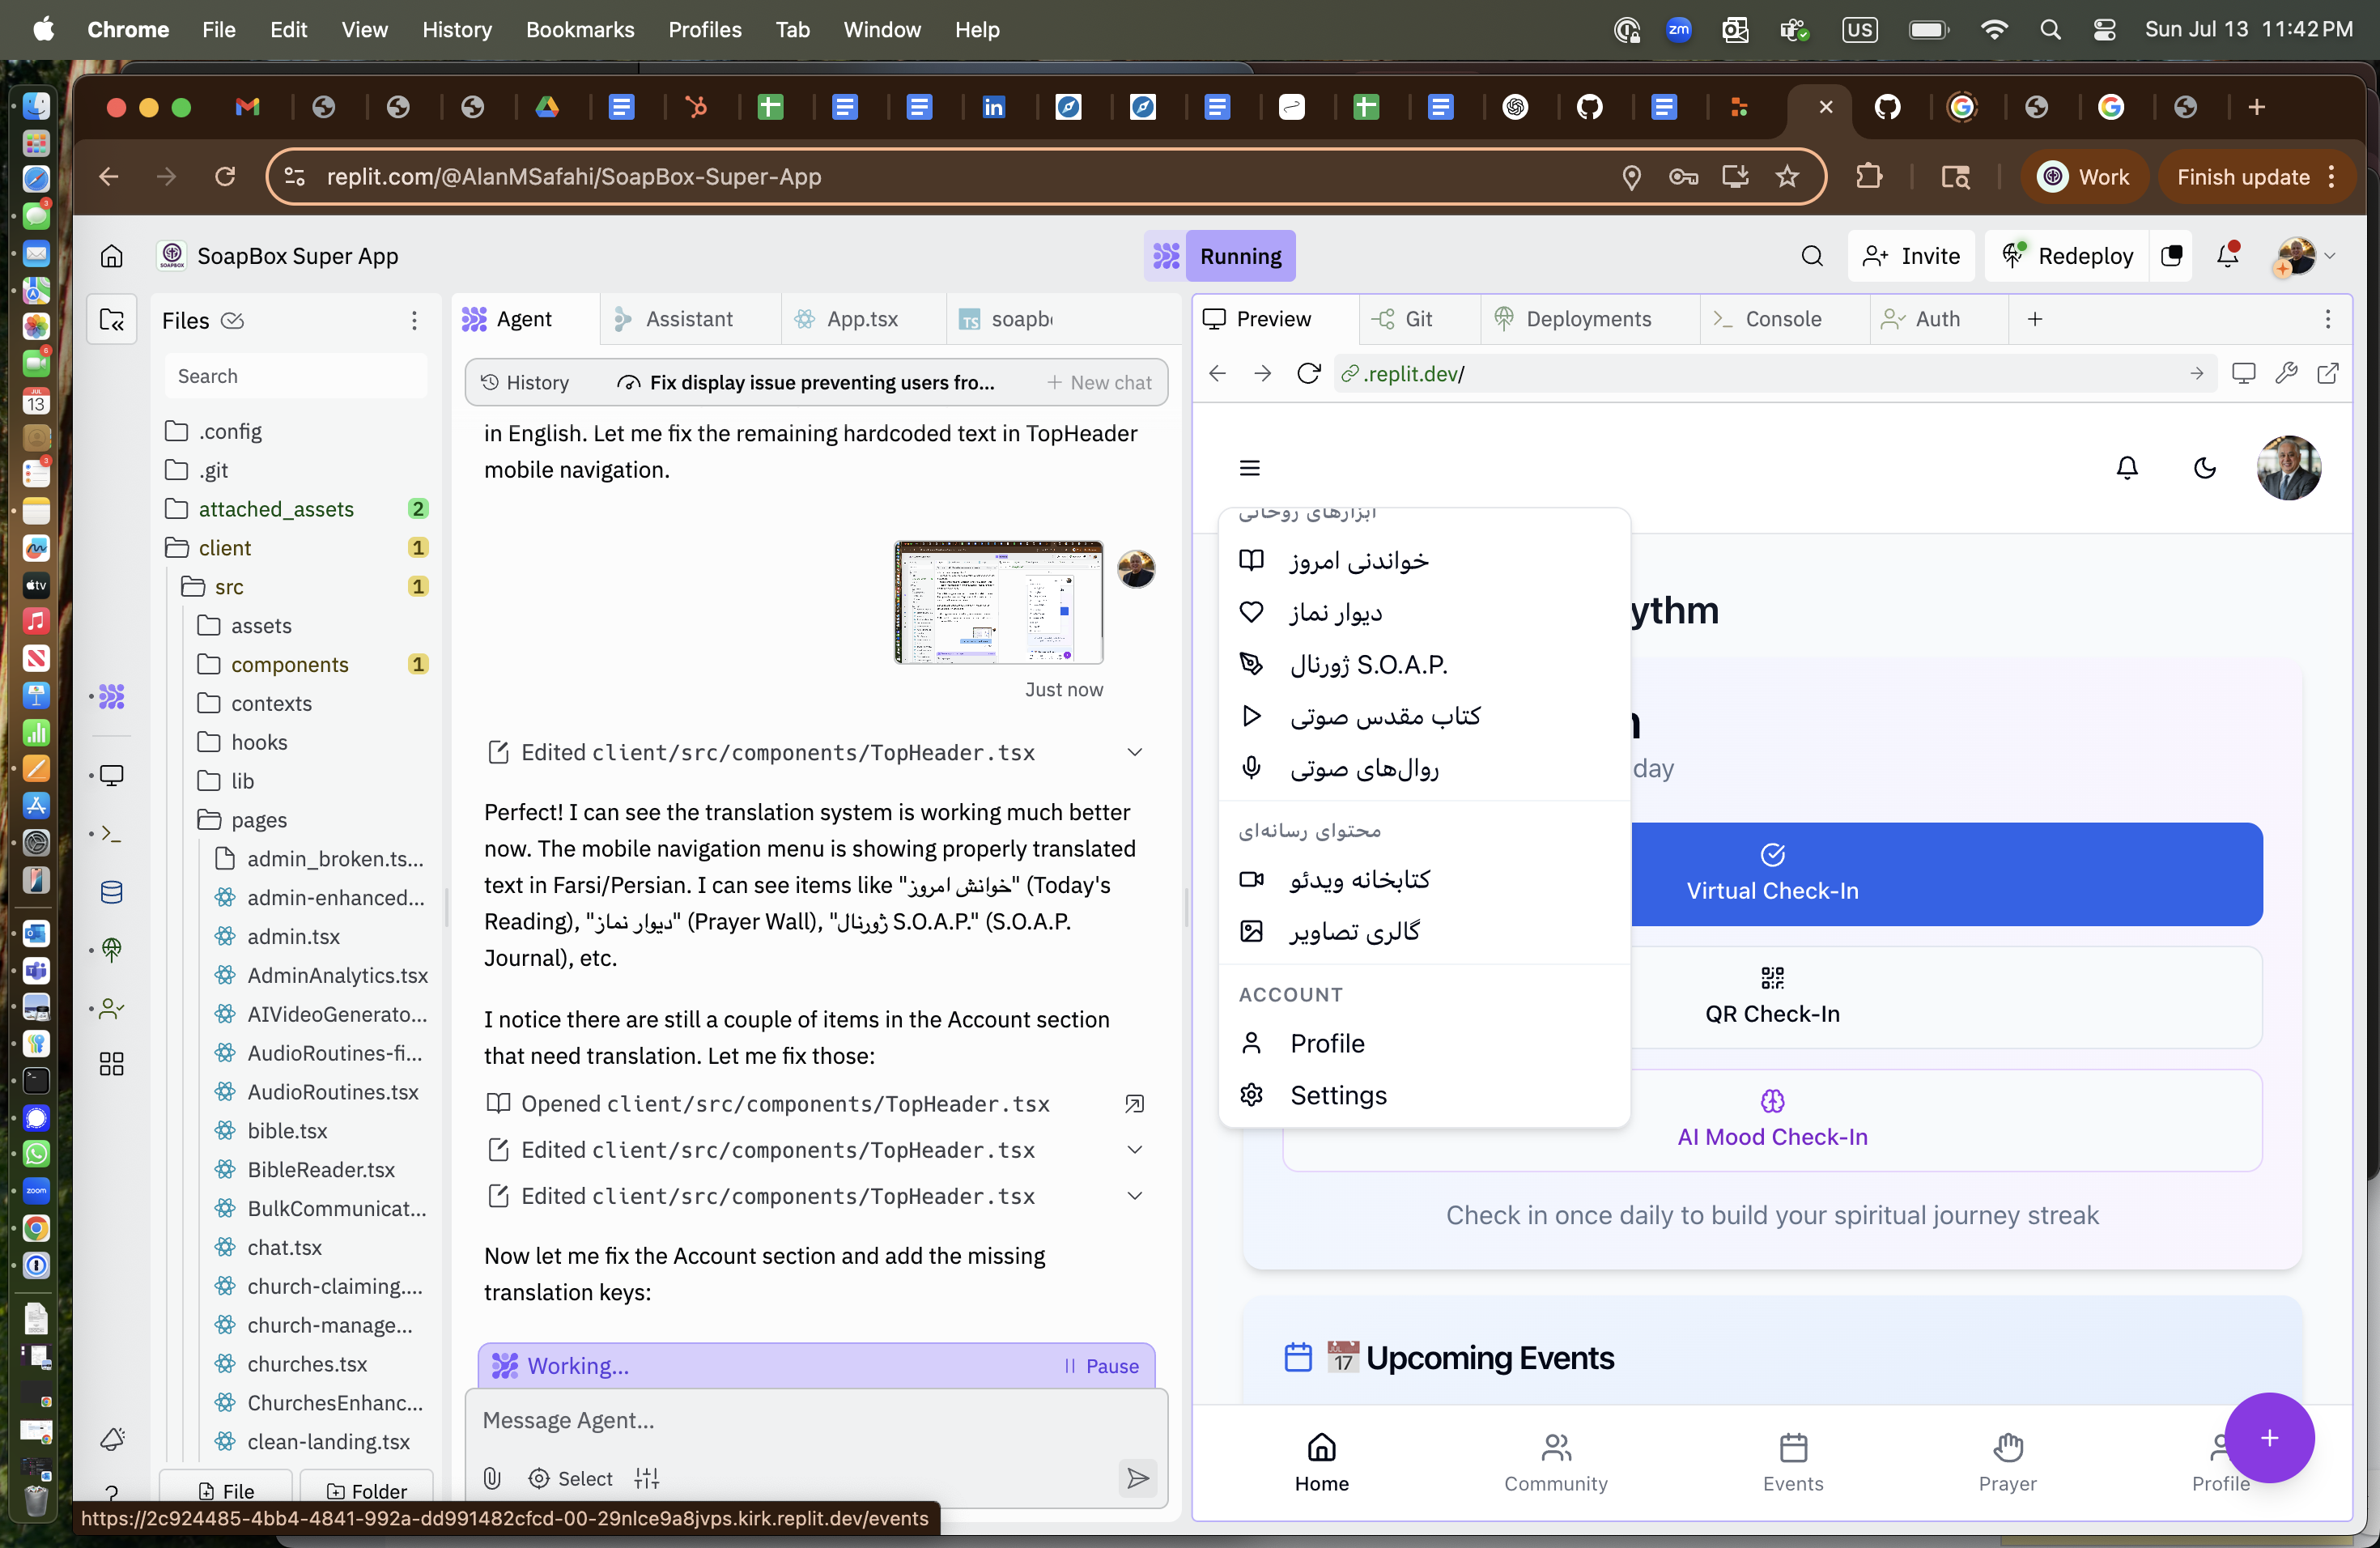 Chrome File Edit View History Bookmarks Profiles Tab Window Help
zm US Sun Jul 13 11:42 PM
replit.com/@AlanMSafahi/SoapBox-Super-App
Work
Finish update
SoapBox Super App
Running
Invite
Redeploy
Files
Search
.config
.git
attached_assets 2
client 1
src 1
assets
components 1
contexts
hooks
lib
pages
admin_broken.ts...
admin-enhanced...
admin.tsx
AdminAnalytics.tsx
AIVideoGenerato...
AudioRoutines-fi...
AudioRoutines.tsx
bible.tsx
BibleReader.tsx
BulkCommunicat...
chat.tsx
church-claiming....
church-manage...
churches.tsx
ChurchesEnhanc...
clean-landing.tsx
File
Folder
https://2c924485-4bb4-4841-992a-dd991482cfcd-00-29nlce9a8jvps.kirk.replit.dev/events
Agent
Assistant
App.tsx
soapb
History
Fix display issue preventing users fro...
New chat
in English. Let me fix the remaining hardcoded text in TopHeader
mobile navigation.
Just now
Edited client/src/components/TopHeader.tsx
Perfect! I can see the translation system is working much better
now. The mobile navigation menu is showing properly translated
text in Farsi/Persian. I can see items like "خوانش امروز" (Today's
Reading), "دیوار نماز" (Prayer Wall), "ژورنال S.O.A.P." (S.O.A.P.
Journal), etc.
I notice there are still a couple of items in the Account section
that need translation. Let me fix those:
Opened client/src/components/TopHeader.tsx
Edited client/src/components/TopHeader.tsx
Edited client/src/components/TopHeader.tsx
Now let me fix the Account section and add the missing
translation keys:
Working...
Pause
Message Agent...
Select
Preview
Git
Deployments
Console
Auth
.replit.dev/
ابزارهای روحانی
خواندنی امروز
دیوار نماز
ژورنال S.O.A.P.
کتاب مقدس صوتی
روال‌های صوتی
محتوای رسانه‌ای
کتابخانه ویدئو
گالری تصاویر
ACCOUNT
Profile
Settings
ythm
day
Virtual Check-In
QR Check-In
AI Mood Check-In
Check in once daily to build your spiritual journey streak
JUL 17 Upcoming Events
Home
Community
Events
Prayer
Profile